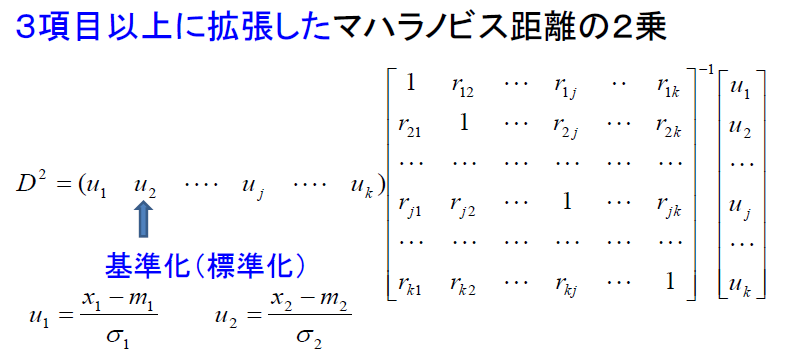 3項目以上に拡張したマハラノビス距離の2乗
D² = (u₁ u₂ ···· u_j ···· u_k) [ 1 r₁₂ ··· r₁j ·· r₁k ]⁻¹ [ u₁ ]
[ r₂₁ 1 ··· r₂j ··· r₂k ] [ u₂ ]
[ ··· ··· ··· ··· ··· ··· ] [ ··· ]
[ r_j1 r_j2 ··· 1 ··· r_jk ] [ u_j ]
[ ··· ··· ··· ··· ··· ··· ] [ ··· ]
[ r_k1 r_k2 ··· r_kj ··· 1 ] [ u_k ]
基準化（標準化）
u₁ = (x₁ − m₁) / σ₁ u₂ = (x₂ − m₂) / σ₂